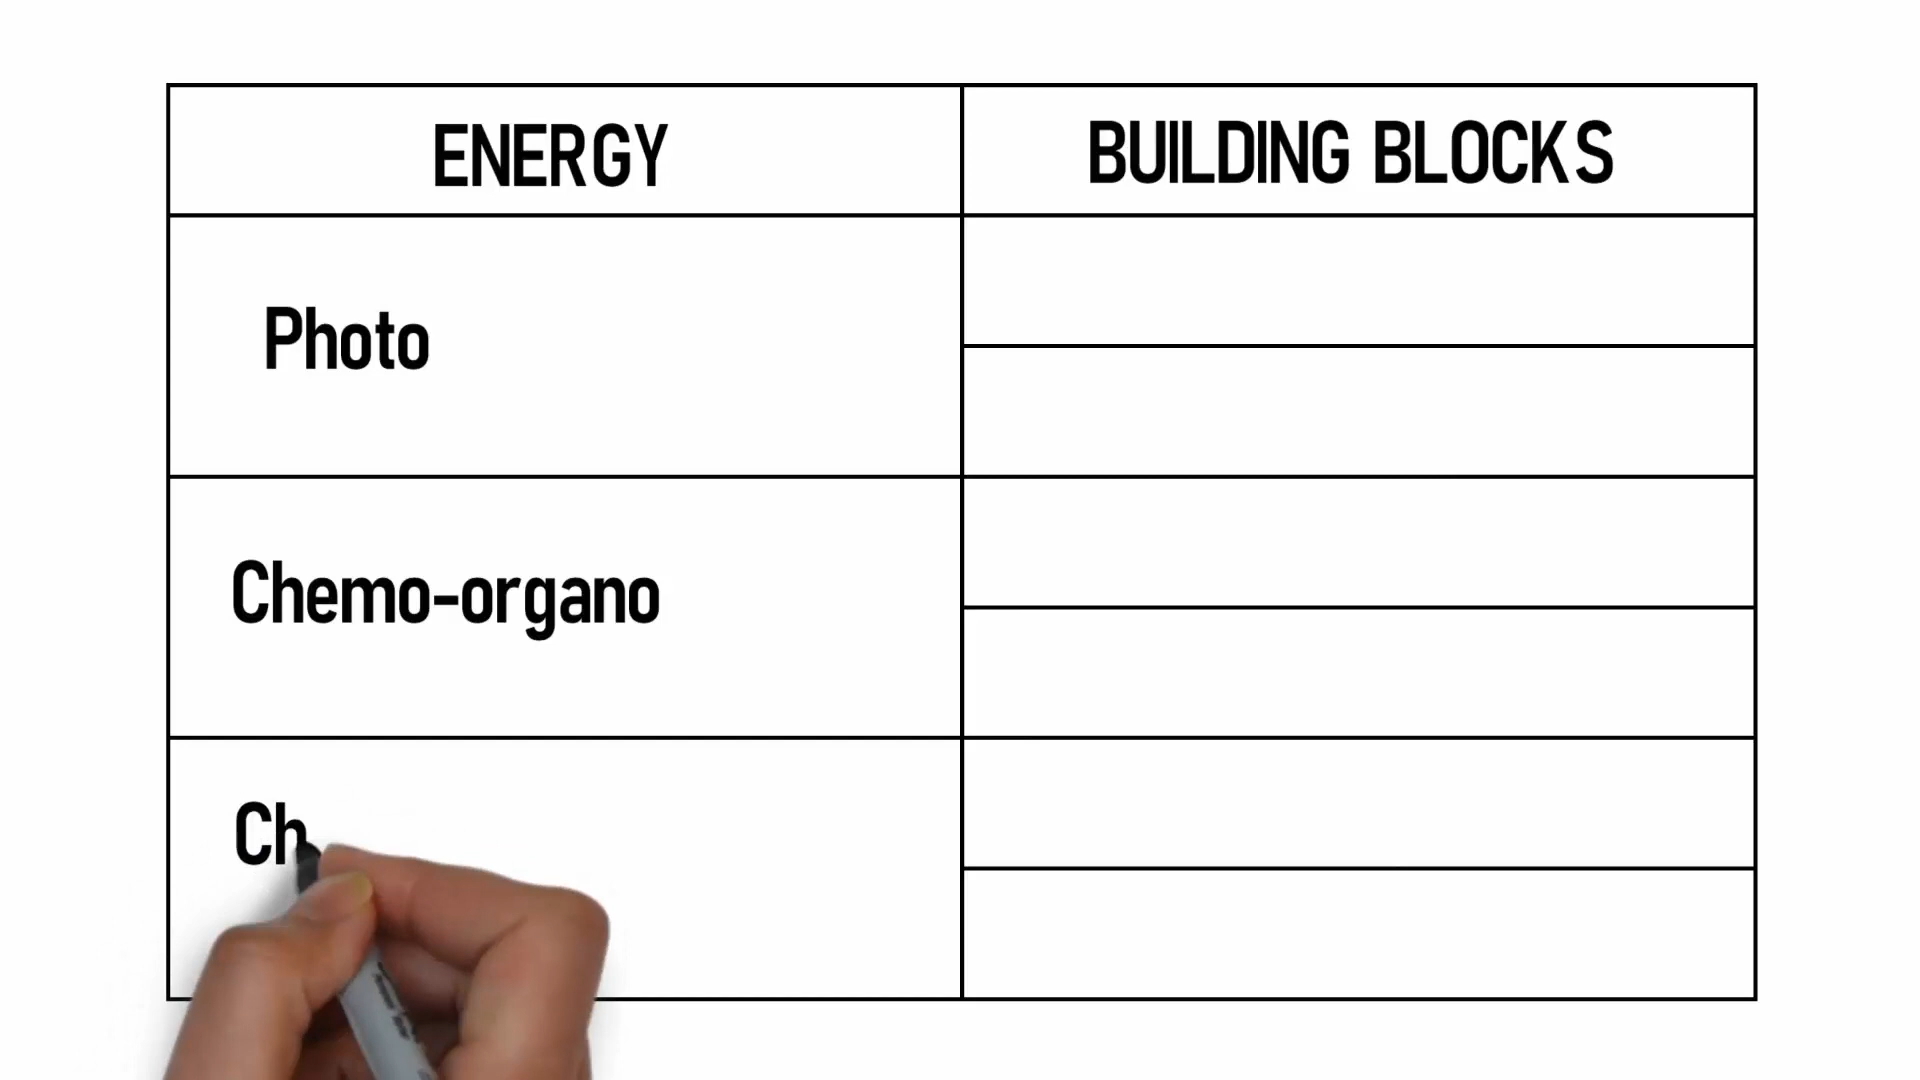 ENERGY
BUILDING BLOCKS
Photo
Chemo-organo
Ch